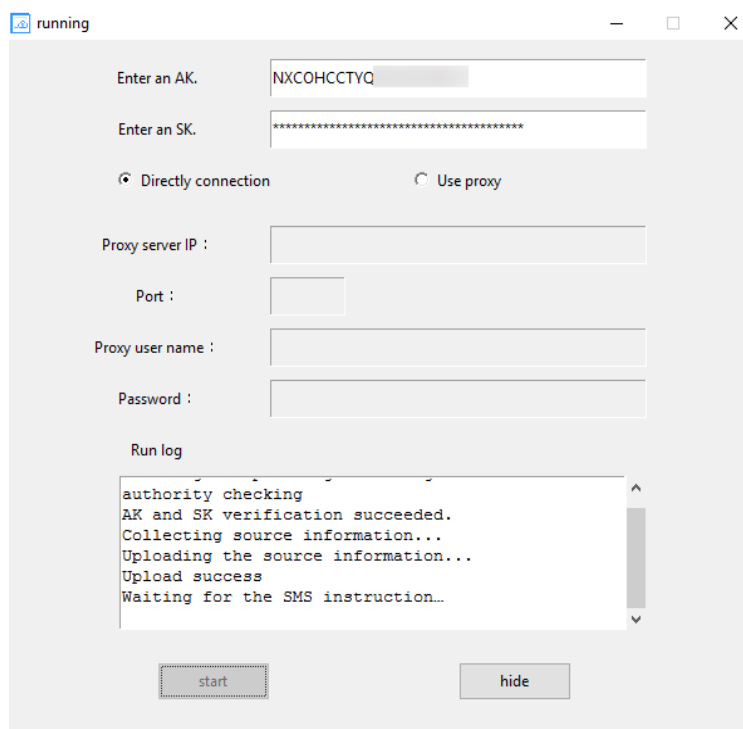 running
Enter an AK.
NXCOHCCTYQ
Enter an SK.
****************************************
Directly connection
Use proxy
Proxy server IP :
Port :
Proxy user name :
Password :
Run log
authority checking
AK and SK verification succeeded.
Collecting source information...
Uploading the source information...
Upload success
Waiting for the SMS instruction…
start
hide